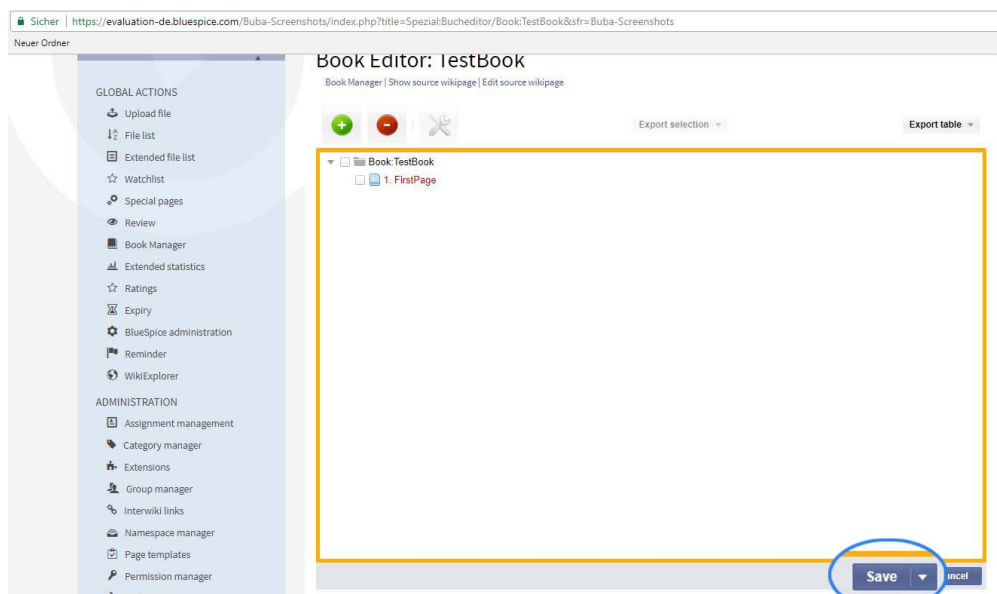 Sicher | https://evaluation-de.bluespice.com/Buba-Screenshots/index.php?title=Spezial:Bucheditor/Book:TestBook&sfr=Buba-Screenshots
Neuer Ordner
Book Editor: TestBook
Book Manager | Show source wikipage | Edit source wikipage
GLOBAL ACTIONS
Upload file
File list
Extended file list
Watchlist
Special pages
Review
Book Manager
Extended statistics
Ratings
Expiry
BlueSpice administration
Reminder
WikiExplorer
ADMINISTRATION
Assignment management
Category manager
Extensions
Group manager
Interwiki links
Namespace manager
Page templates
Permission manager
Export selection
Export table
Book:TestBook
1. FirstPage
Save
ncel